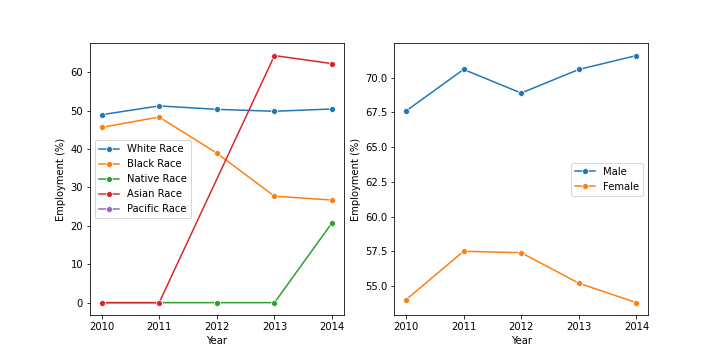 60
50
40
30
20
10
0
Employment (%)
White Race
Black Race
Native Race
Asian Race
Pacific Race
2010 2011 2012 2013 2014
Year
70.0
67.5
65.0
62.5
60.0
57.5
55.0
Employment (%)
Male
Female
2010 2011 2012 2013 2014
Year